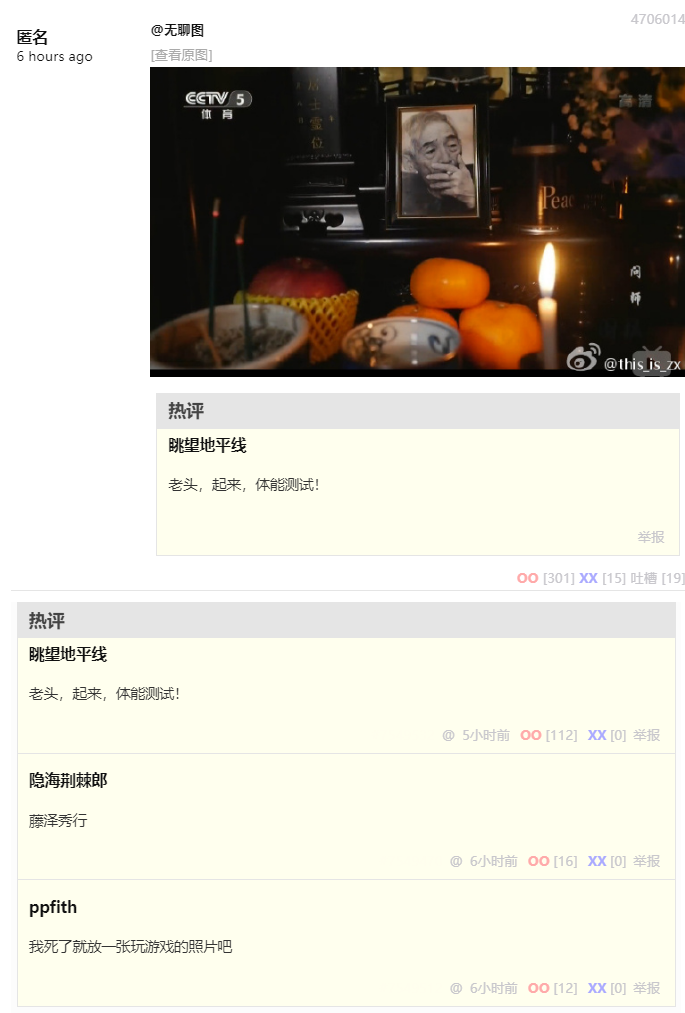 4706014
匿名
6 hours ago
@无聊图
[查看原图]
CCTV 5
体育
高清
居士灵位
Peac
问师
@this_is_zx
热评
眺望地平线
老头，起来，体能测试！
举报
OO [301] XX [15] 吐槽 [19]
热评
眺望地平线
老头，起来，体能测试！
@ 5小时前 OO [112] XX [0] 举报
隐海荆棘郎
藤泽秀行
@ 6小时前 OO [16] XX [0] 举报
ppfith
我死了就放一张玩游戏的照片吧
@ 6小时前 OO [12] XX [0] 举报